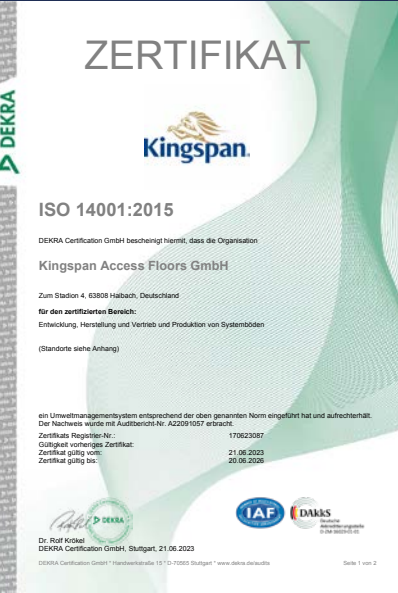 ZERTIFIKAT
DEKRA
Kingspan.
ISO 14001:2015
DEKRA Certification GmbH bescheinigt hiermit, dass die Organisation
Kingspan Access Floors GmbH
Zum Stadion 4, 63808 Haibach, Deutschland
für den zertifizierten Bereich:
Entwicklung, Herstellung und Vertrieb und Produktion von Systemböden
(Standorte siehe Anhang)
ein Umweltmanagementsystem entsprechend der oben genannten Norm eingeführt hat und aufrechterhält.
Der Nachweis wurde mit Auditbericht-Nr. A22091057 erbracht.
Zertifikats Registrier-Nr.: 170623087
Gültigkeit vorheriges Zertifikat:
Zertifikat gültig vom: 21.06.2023
Zertifikat gültig bis: 20.06.2026
DEKRA
IAF
DAkkS
Deutsche
Akkreditierungsstelle
Dr. Rolf Krökel
DEKRA Certification GmbH, Stuttgart, 21.06.2023
DEKRA Certification GmbH * Handwerkstraße 15 * D-70565 Stuttgart * www.dekra.de/audits Seite 1 von 2